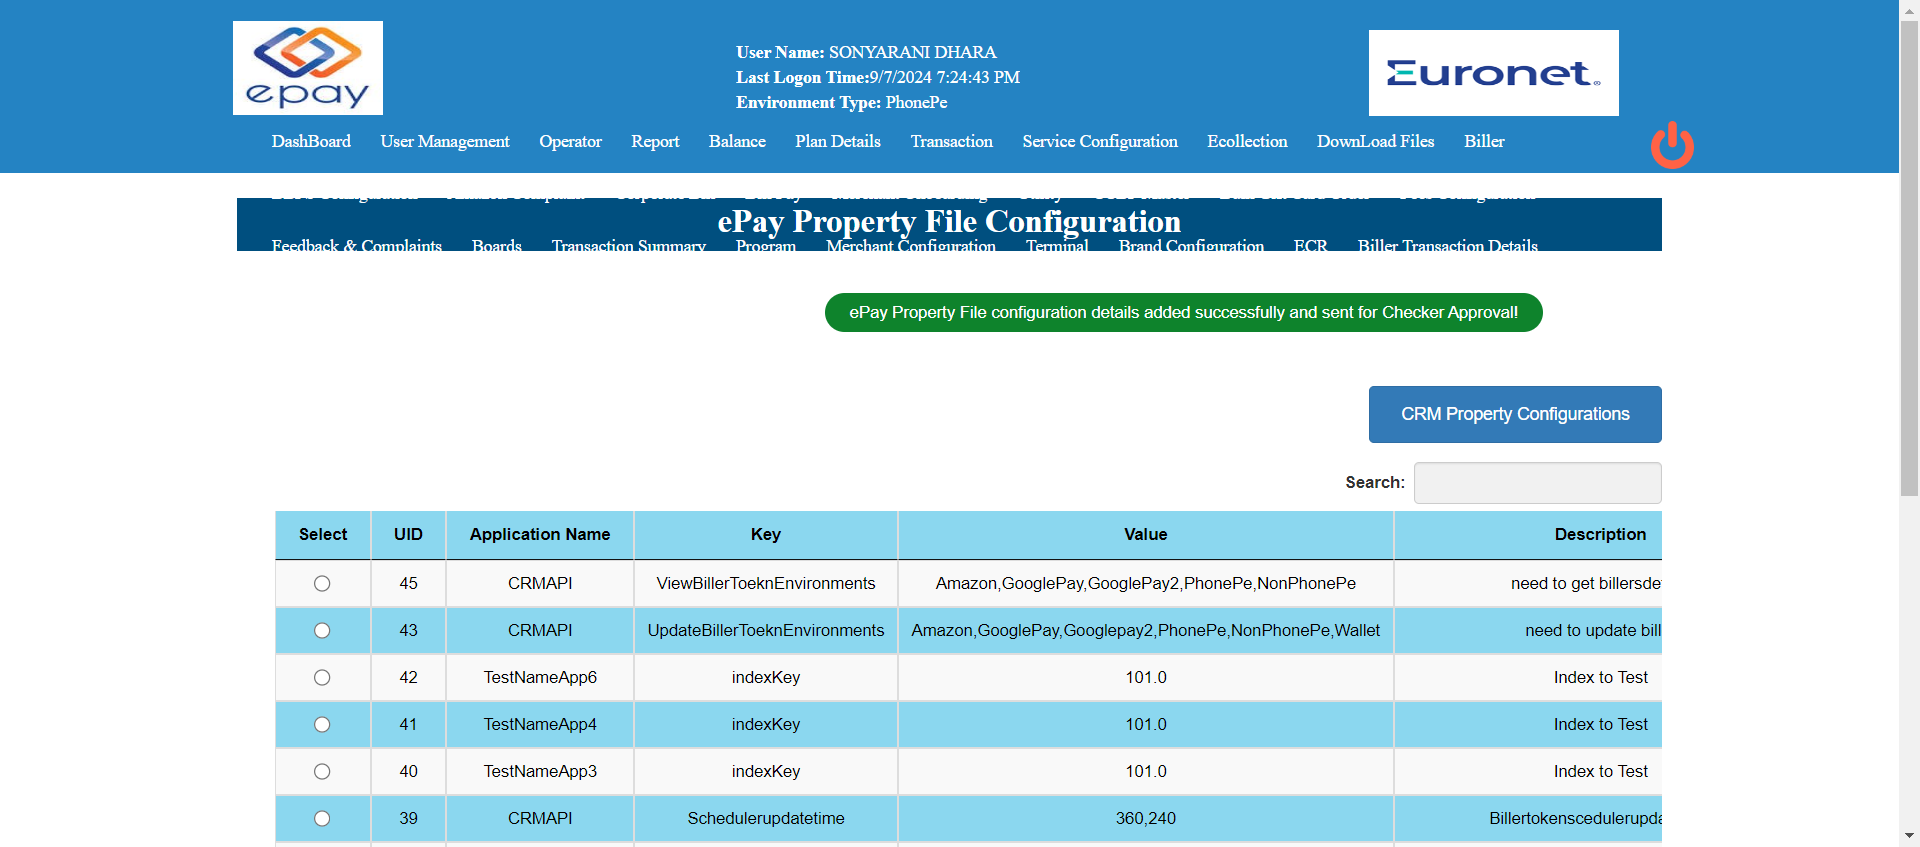 epay
User Name: SONYARANI DHARA
Last Logon Time:9/7/2024 7:24:43 PM
Environment Type: PhonePe
Euronet
DashBoard User Management Operator Report Balance Plan Details Transaction Service Configuration Ecollection DownLoad Files Biller
ePay Property File Configuration
Feedback & Complaints Boards Transaction Summary Program Merchant Configuration Terminal Brand Configuration ECR Biller Transaction Details
ePay Property File configuration details added successfully and sent for Checker Approval!
CRM Property Configurations
Search:
Select UID Application Name Key Value Description
45 CRMAPI ViewBillerToeknEnvironments Amazon,GooglePay,GooglePay2,PhonePe,NonPhonePe need to get billersde
43 CRMAPI UpdateBillerToeknEnvironments Amazon,GooglePay,Googlepay2,PhonePe,NonPhonePe,Wallet need to update bill
42 TestNameApp6 indexKey 101.0 Index to Test
41 TestNameApp4 indexKey 101.0 Index to Test
40 TestNameApp3 indexKey 101.0 Index to Test
39 CRMAPI Schedulerupdatetime 360,240 Billertokenscedulerupda